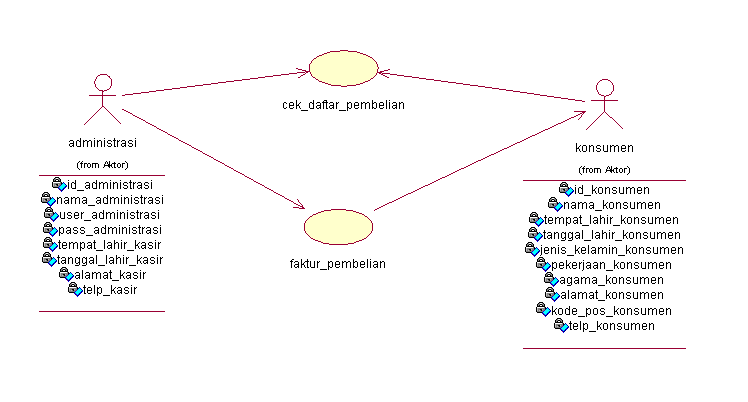 cek_daftar_pembelian
administrasi
(from Aktor)
id_administrasi
nama_administrasi
user_administrasi
pass_administrasi
tempat_lahir_kasir
tanggal_lahir_kasir
alamat_kasir
telp_kasir
konsumen
(from Aktor)
id_konsumen
nama_konsumen
tempat_lahir_konsumen
tanggal_lahir_konsumen
jenis_kelamin_konsumen
pekerjaan_konsumen
agama_konsumen
alamat_konsumen
kode_pos_konsumen
telp_konsumen
faktur_pembelian